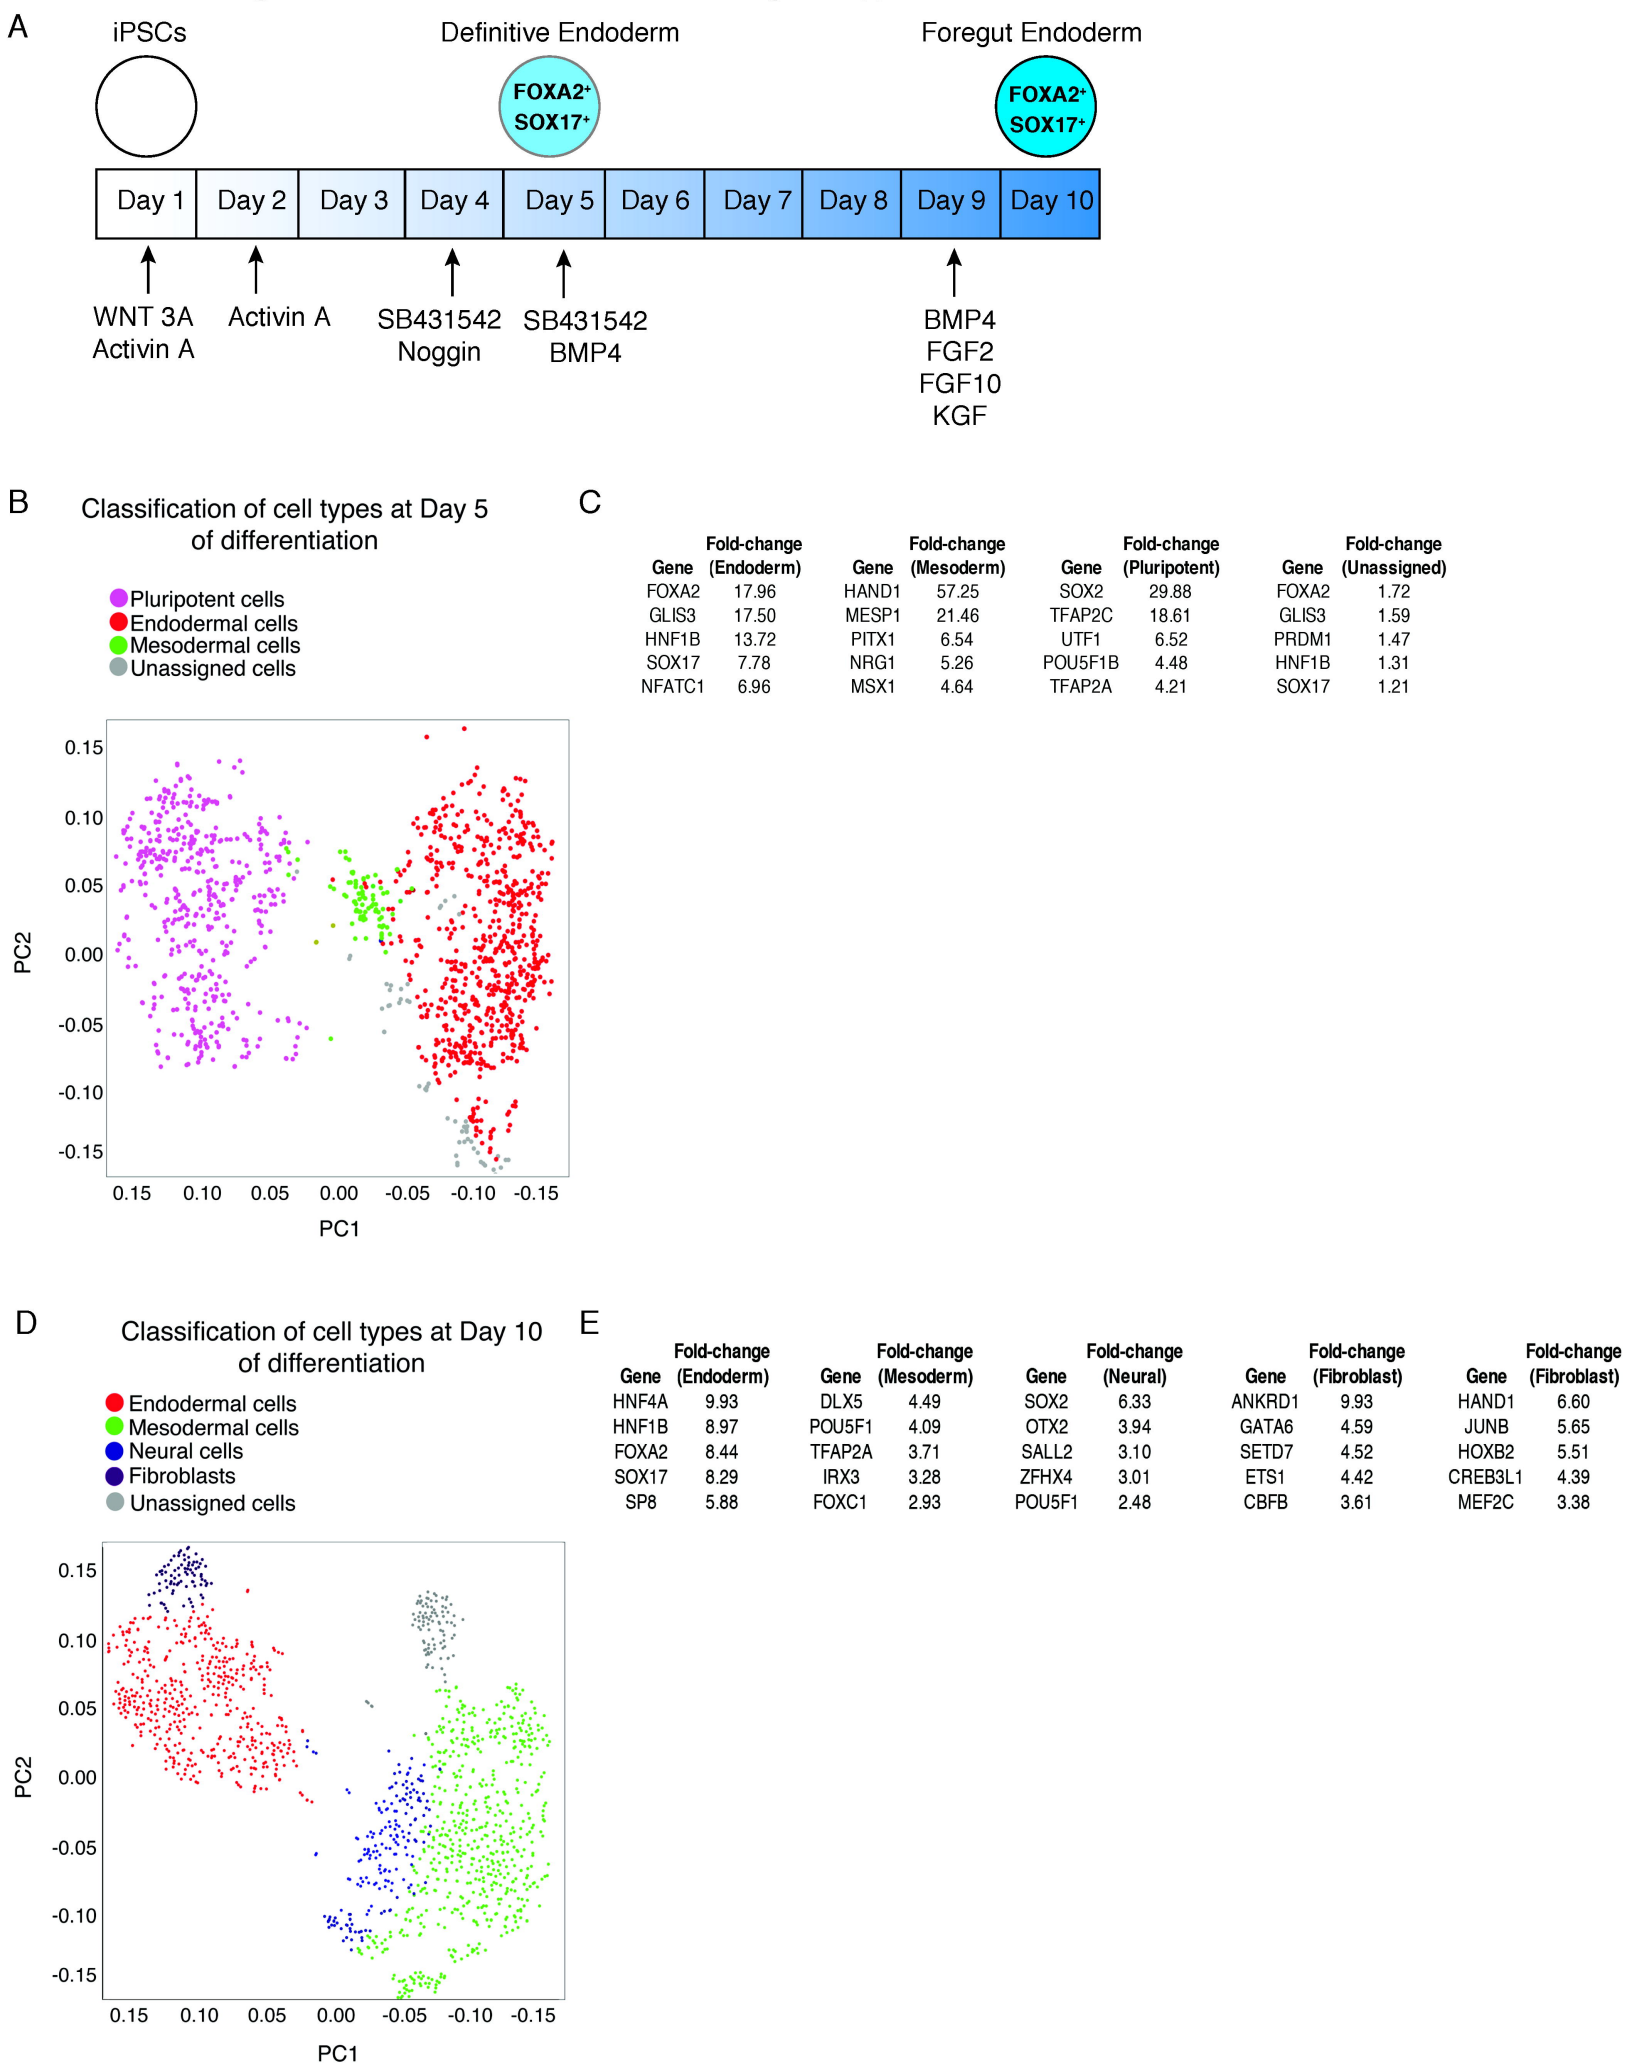 A
iPSCs
Definitive Endoderm
Foregut Endoderm
FOXA2+
SOX17+
FOXA2+
SOX17+
Day 1 Day 2 Day 3 Day 4 Day 5 Day 6 Day 7 Day 8 Day 9 Day 10
WNT 3A
Activin A
Activin A
SB431542
Noggin
SB431542
BMP4
BMP4
FGF2
FGF10
KGF
B
Classification of cell types at Day 5
of differentiation
Pluripotent cells
Endodermal cells
Mesodermal cells
Unassigned cells
0.15
0.10
0.05
0.00
-0.05
-0.10
-0.15
PC2
0.15 0.10 0.05 0.00 -0.05 -0.10 -0.15
PC1
C
Fold-change Fold-change Fold-change Fold-change
Gene (Endoderm) Gene (Mesoderm) Gene (Pluripotent) Gene (Unassigned)
FOXA2 17.96 HAND1 57.25 SOX2 29.88 FOXA2 1.72
GLIS3 17.50 MESP1 21.46 TFAP2C 18.61 GLIS3 1.59
HNF1B 13.72 PITX1 6.54 UTF1 6.52 PRDM1 1.47
SOX17 7.78 NRG1 5.26 POU5F1B 4.48 HNF1B 1.31
NFATC1 6.96 MSX1 4.64 TFAP2A 4.21 SOX17 1.21
D
Classification of cell types at Day 10
of differentiation
Endodermal cells
Mesodermal cells
Neural cells
Fibroblasts
Unassigned cells
0.15
0.10
0.05
0.00
-0.05
-0.10
-0.15
PC2
0.15 0.10 0.05 0.00 -0.05 -0.10 -0.15
PC1
E
Fold-change Fold-change Fold-change Fold-change Fold-change
Gene (Endoderm) Gene (Mesoderm) Gene (Neural) Gene (Fibroblast) Gene (Fibroblast)
HNF4A 9.93 DLX5 4.49 SOX2 6.33 ANKRD1 9.93 HAND1 6.60
HNF1B 8.97 POU5F1 4.09 OTX2 3.94 GATA6 4.59 JUNB 5.65
FOXA2 8.44 TFAP2A 3.71 SALL2 3.10 SETD7 4.52 HOXB2 5.51
SOX17 8.29 IRX3 3.28 ZFHX4 3.01 ETS1 4.42 CREB3L1 4.39
SP8 5.88 FOXC1 2.93 POU5F1 2.48 CBFB 3.61 MEF2C 3.38